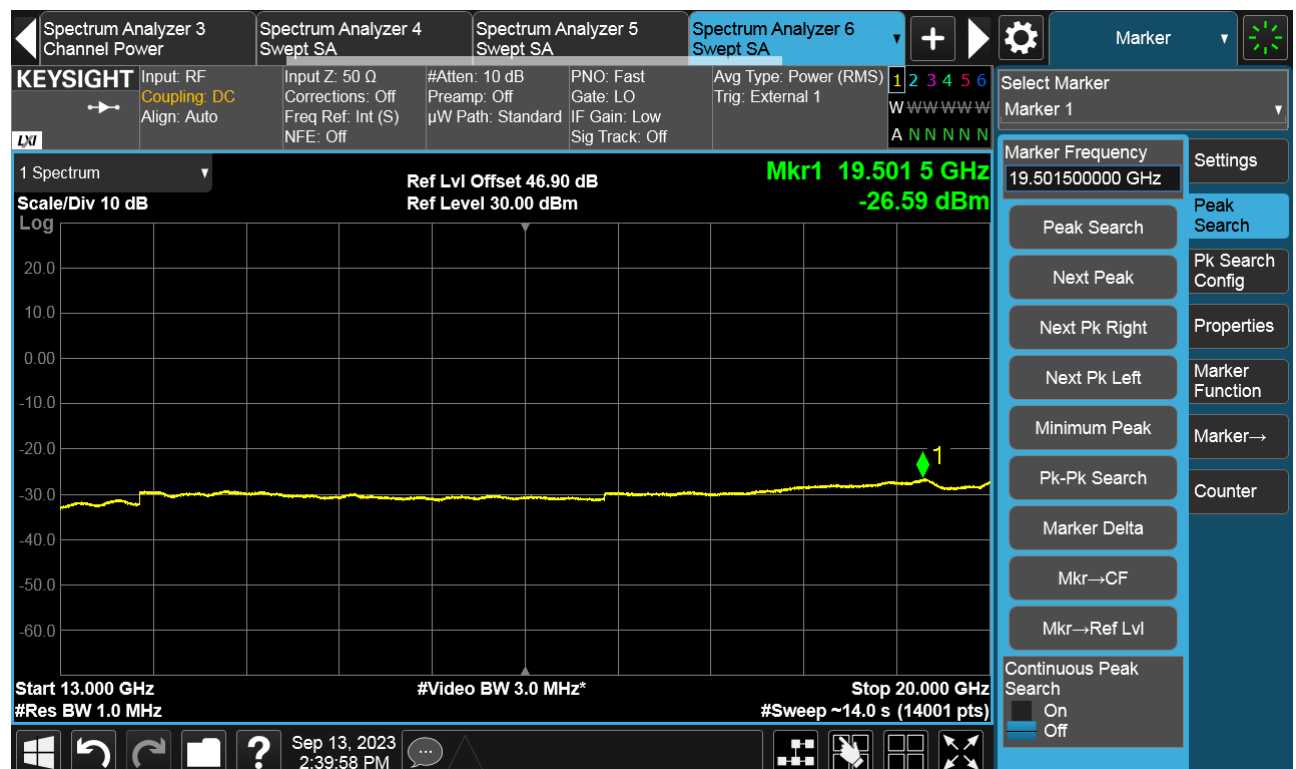 Spectrum Analyzer 3
Channel Power
Spectrum Analyzer 4
Swept SA
Spectrum Analyzer 5
Swept SA
Spectrum Analyzer 6
Swept SA
+
Marker
KEYSIGHT
LXI
Input: RF
Coupling: DC
Align: Auto
Input Z: 50 Ω
Corrections: Off
Freq Ref: Int (S)
NFE: Off
#Atten: 10 dB
Preamp: Off
µW Path: Standard
PNO: Fast
Gate: LO
IF Gain: Low
Sig Track: Off
Avg Type: Power (RMS)
Trig: External 1
1 2 3 4 5 6
W W W W W W
A N N N N N
1 Spectrum
Scale/Div 10 dB
Log
Ref Lvl Offset 46.90 dB
Ref Level 30.00 dBm
Mkr1 19.501 5 GHz
-26.59 dBm
20.0
10.0
0.00
-10.0
-20.0
-30.0
-40.0
-50.0
-60.0
1
Start 13.000 GHz
#Res BW 1.0 MHz
#Video BW 3.0 MHz*
Stop 20.000 GHz
#Sweep ~14.0 s (14001 pts)
Select Marker
Marker 1
Marker Frequency
19.501500000 GHz
Peak Search
Next Peak
Next Pk Right
Next Pk Left
Minimum Peak
Pk-Pk Search
Marker Delta
Mkr→CF
Mkr→Ref Lvl
Continuous Peak
Search
On
Off
Settings
Peak
Search
Pk Search
Config
Properties
Marker
Function
Marker→
Counter
?
Sep 13, 2023
2:39:58 PM